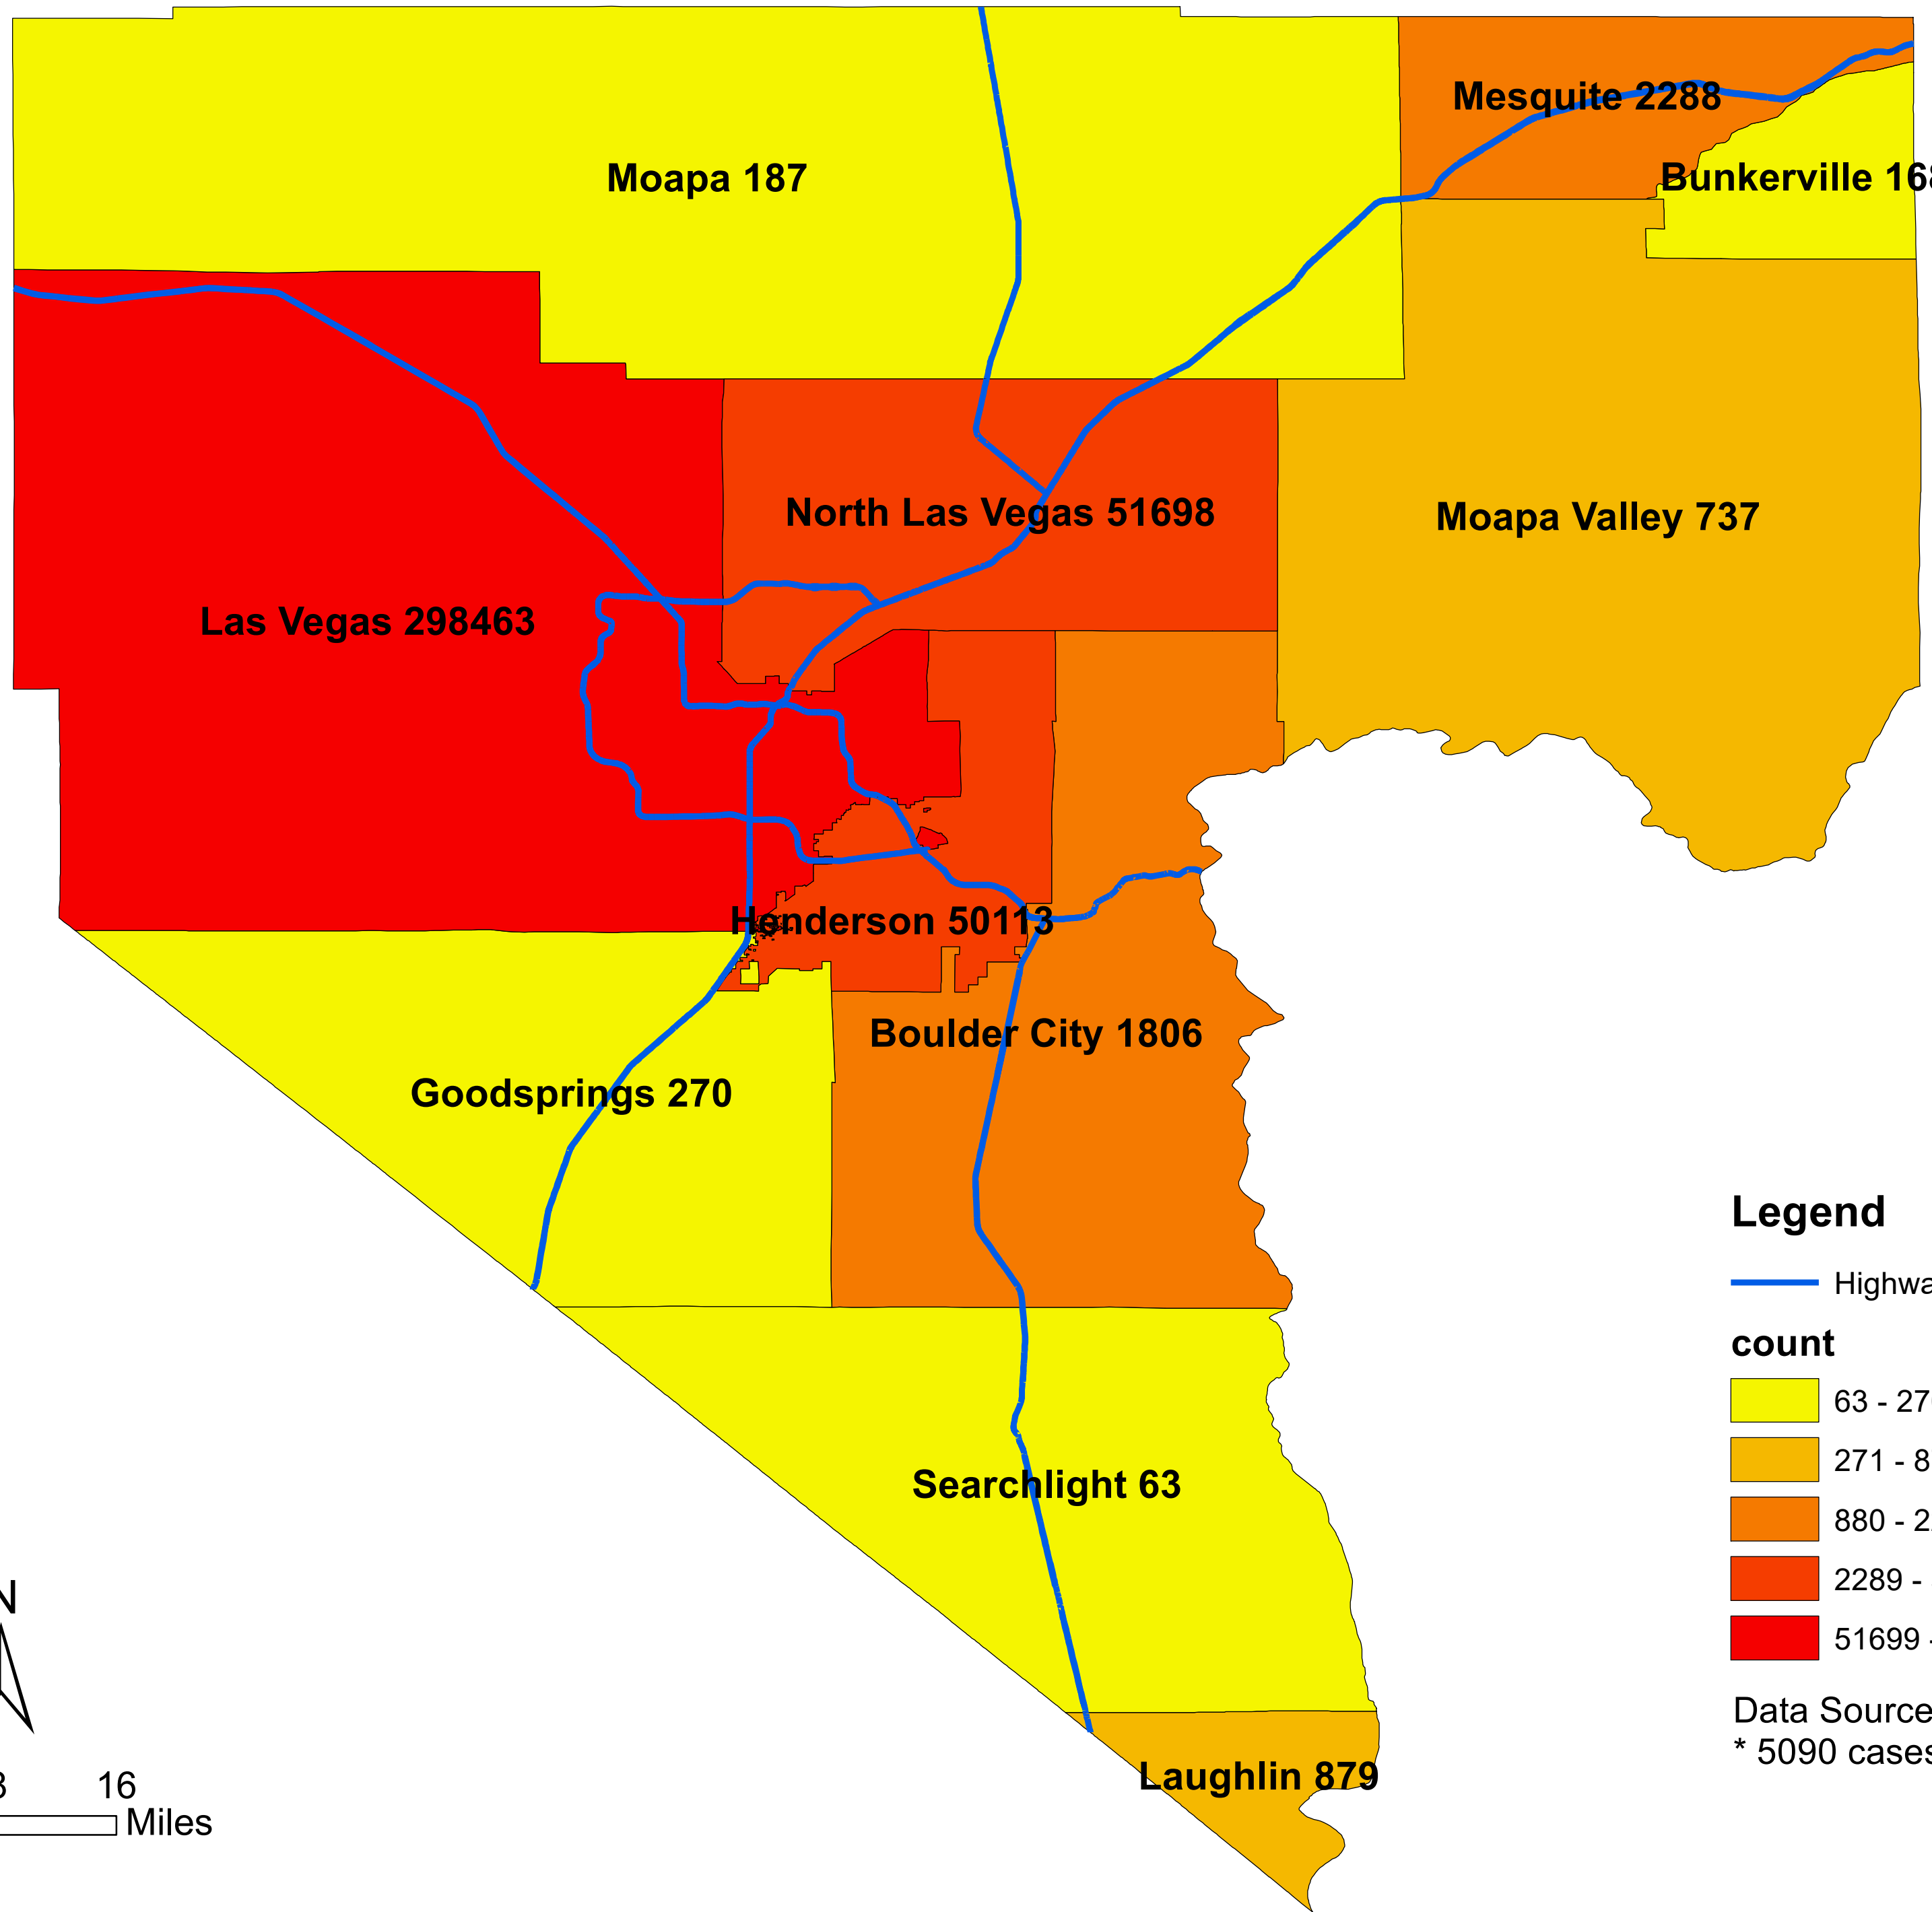 Mesquite 2288
Moapa 187
Bunkerville 168
North Las Vegas 51698
Moapa Valley 737
Las Vegas 298463
Henderson 50113
Boulder City 1806
Goodsprings 270
Searchlight 63
Laughlin 879
Legend
count
63 - 27
271 - 8
880 - 2
2289 -
51699 -
Data Source
* 5090 cases
N
16
Miles